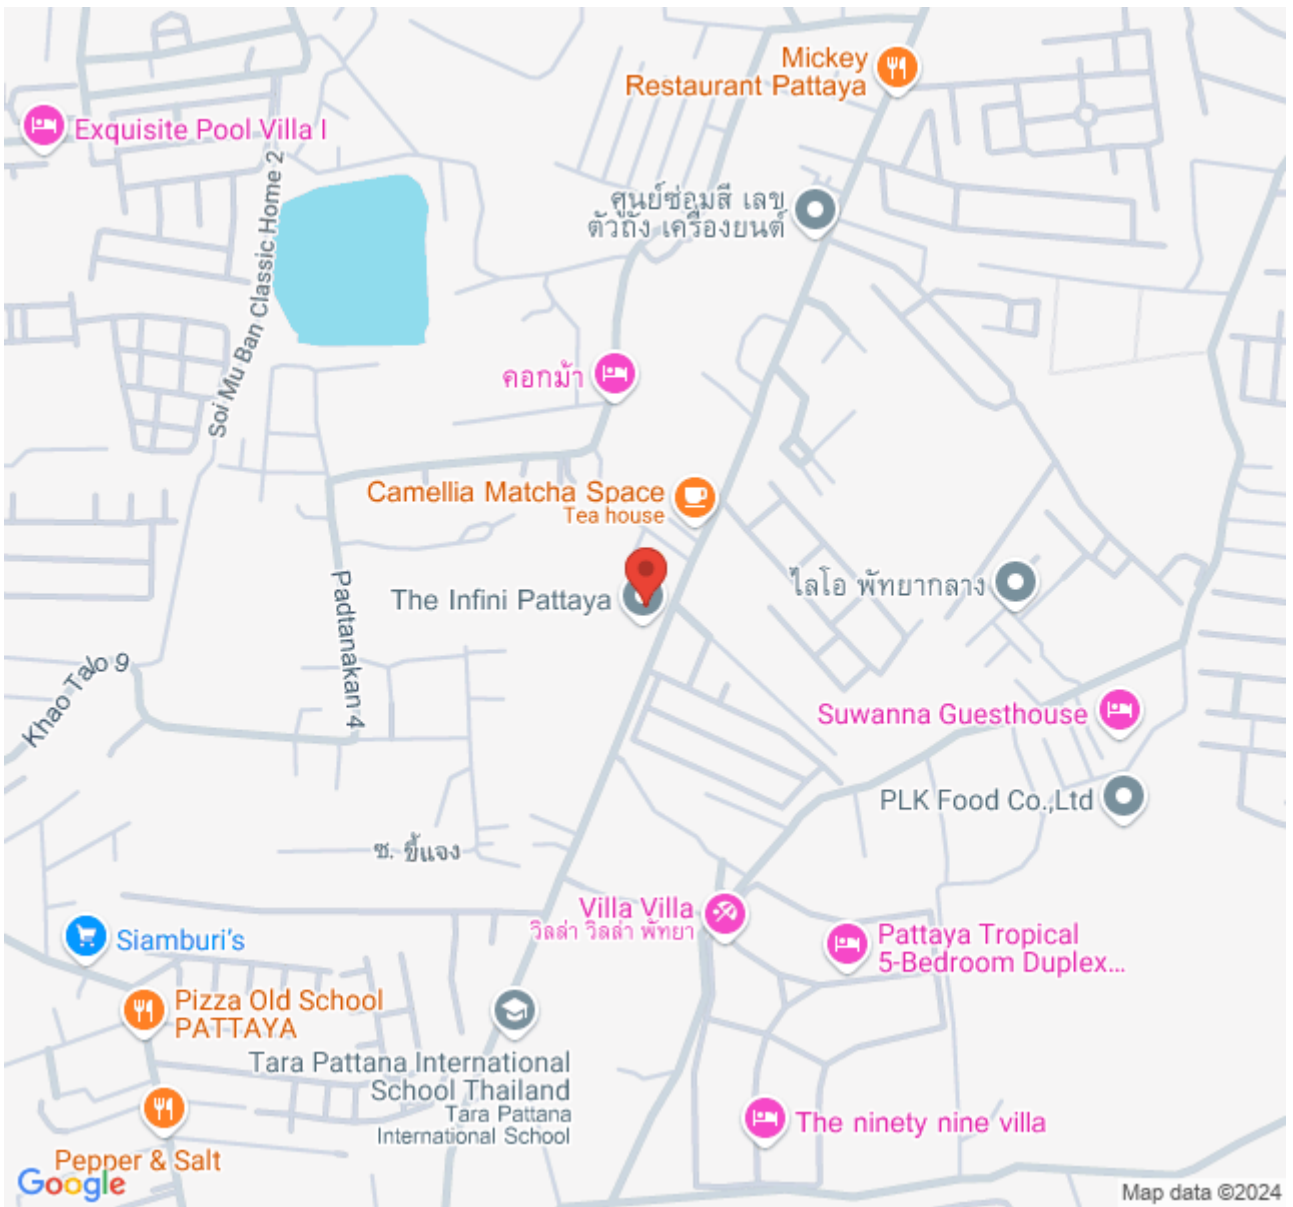 Mickey
Restaurant Pattaya
Exquisite Pool Villa I
ศูนย์ซ่อมสี เลข
ตัวถัง เครื่องยนต์
Soi Mu Ban Classic Home 2
คอกม้า
Camellia Matcha Space
Tea house
The Infini Pattaya
ไลโอ พัทยากลาง
Padtanakan 4
Khao Talo 9
Suwanna Guesthouse
PLK Food Co.,Ltd
ซ. ขี้แจง
Villa Villa
วิลล่า วิลล่า พัทยา
Siamburi's
Pattaya Tropical
5-Bedroom Duplex...
Pizza Old School
PATTAYA
Tara Pattana International
School Thailand
Tara Pattana
International School
The ninety nine villa
Pepper & Salt
Google
Map data ©2024